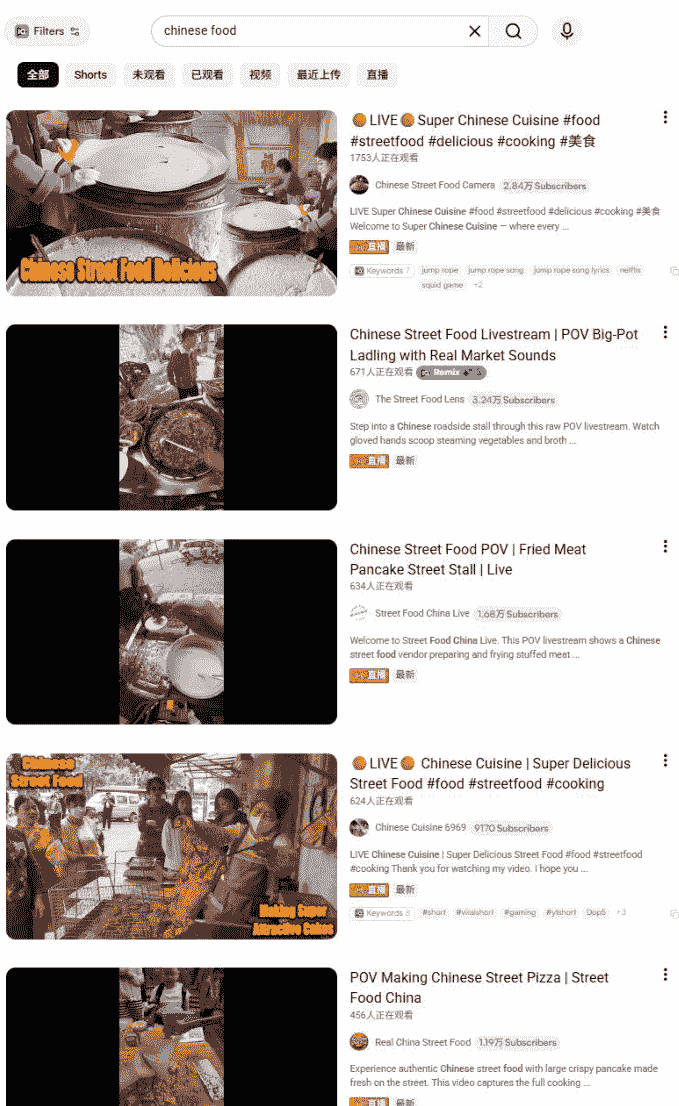 Filters
chinese food
全部 Shorts 未观看 已观看 视频 最近上传 直播
Chinese Street Food Delicious
LIVE Super Chinese Cuisine #food
#streetfood #delicious #cooking #美食
1753人正在观看
Chinese Street Food Camera 2.84万 Subscribers
LIVE Super Chinese Cuisine #food #streetfood #delicious #cooking #美食
Welcome to Super Chinese Cuisine — where every ...
直播 最新
Keywords 7 jump rope jump rope song jump rope song lyrics netflix
squid game +2
Chinese Street Food Livestream | POV Big-Pot
Ladling with Real Market Sounds
671人正在观看 Remix
The Street Food Lens 3.24万 Subscribers
Step into a Chinese roadside stall through this raw POV livestream. Watch
gloved hands scoop steaming vegetables and broth ...
直播 最新
Chinese Street Food POV | Fried Meat
Pancake Street Stall | Live
634人正在观看
Street Food China Live 1.68万 Subscribers
Welcome to Street Food China Live. This POV livestream shows a Chinese
street food vendor preparing and frying stuffed meat ...
直播 最新
Chinese
Street Food
Making Super
Attractive Cakes
LIVE Chinese Cuisine | Super Delicious
Street Food #food #streetfood #cooking
624人正在观看
Chinese Cuisine 6969 9170 Subscribers
LIVE Chinese Cuisine | Super Delicious Street Food #food #streetfood
#cooking Thank you for watching my video. I hope you ...
直播 最新
Keywords 8 #short #viralshort #gaming #ytshort Dop5 +3
POV Making Chinese Street Pizza | Street
Food China
456人正在观看
Real China Street Food 1.19万 Subscribers
Experience authentic Chinese street food with large crispy pancake made
fresh on the street. This video captures the full cooking ...
直播 最新